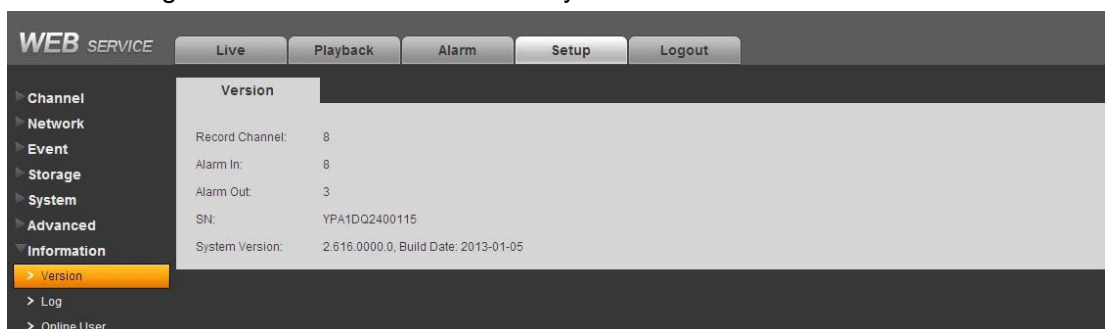 WEB SERVICE
Live Playback Alarm Setup Logout
Version
Channel
Network
Event
Storage
System
Advanced
Information
> Version
> Log
> Online User
Record Channel: 8
Alarm In: 8
Alarm Out: 3
SN: YPA1DQ2400115
System Version: 2.616.0000.0, Build Date: 2013-01-05